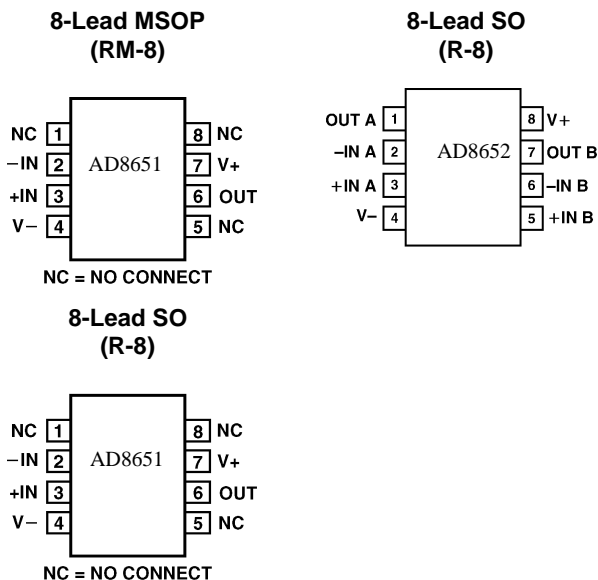 8-Lead MSOP
(RM-8)
NC 1
8 NC
−IN 2
AD8651
7 V+
+IN 3
6 OUT
V− 4
5 NC
NC = NO CONNECT
8-Lead SO
(R-8)
OUT A 1
8 V+
−IN A 2
AD8652
7 OUT B
+IN A 3
6 −IN B
V− 4
5 +IN B
8-Lead SO
(R-8)
NC 1
8 NC
−IN 2
AD8651
7 V+
+IN 3
6 OUT
V− 4
5 NC
NC = NO CONNECT